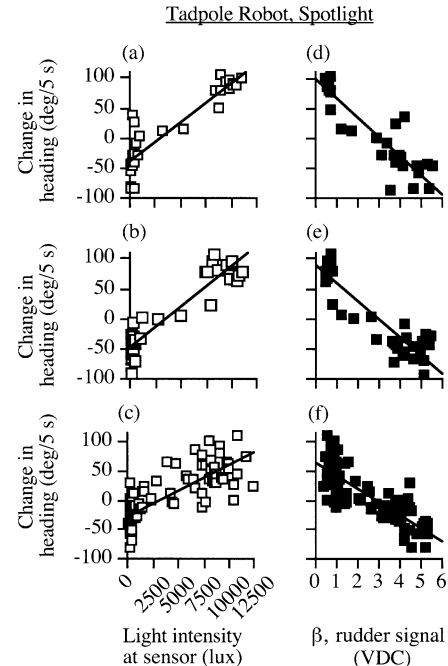 Tadpole Robot, Spotlight
(a)
(d)
Change in
heading (deg/5 s)
100
50
0
-50
-100
(b)
(e)
Change in
heading (deg/5 s)
100
50
0
-50
-100
(c)
(f)
Change in
heading (deg/5 s)
100
50
0
-50
-100
0
2500
5000
7500
10000
12500
0 1 2 3 4 5 6
Light intensity
at sensor (lux)
β, rudder signal
(VDC)